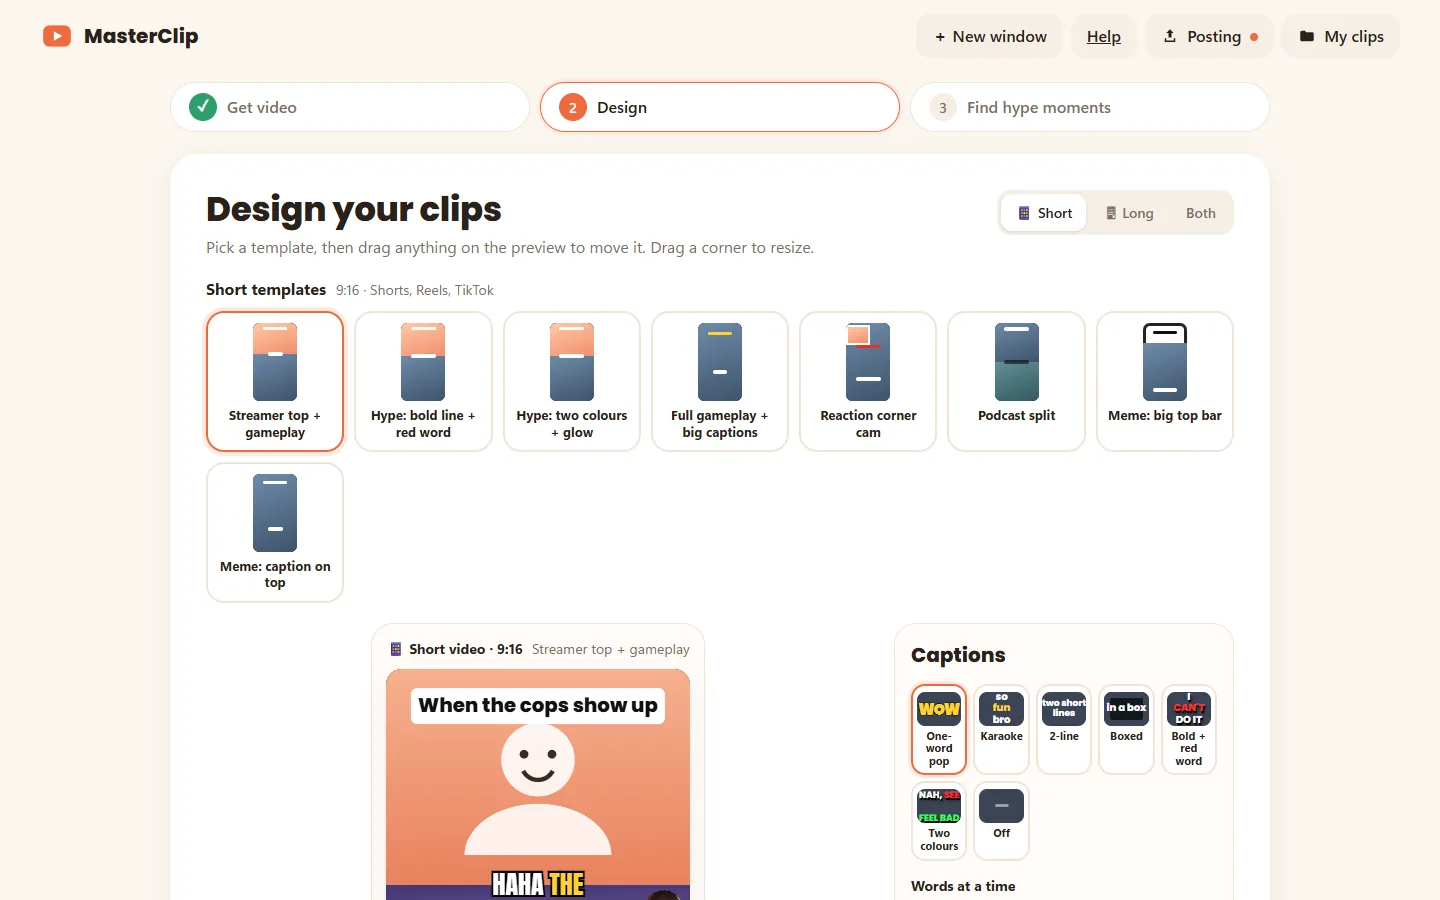 MasterClip
+ New window
Help
Posting
My clips
Get video
2 Design
3 Find hype moments
Design your clips
Short
Long
Both
Pick a template, then drag anything on the preview to move it. Drag a corner to resize.
Short templates 9:16 · Shorts, Reels, TikTok
Streamer top +
gameplay
Hype: bold line +
red word
Hype: two colours
+ glow
Full gameplay +
big captions
Reaction corner
cam
Podcast split
Meme: big top bar
Meme: caption on
top
Short video · 9:16 Streamer top + gameplay
When the cops show up
HAHA THE
Captions
WOW
One-
word
pop
so
fun
bro
Karaoke
two short
lines
2-line
in a box
Boxed
I
CAN'T
DO IT
Bold +
red
word
NAH, SEE
FEEL BAD
Two
colours
Off
Words at a time